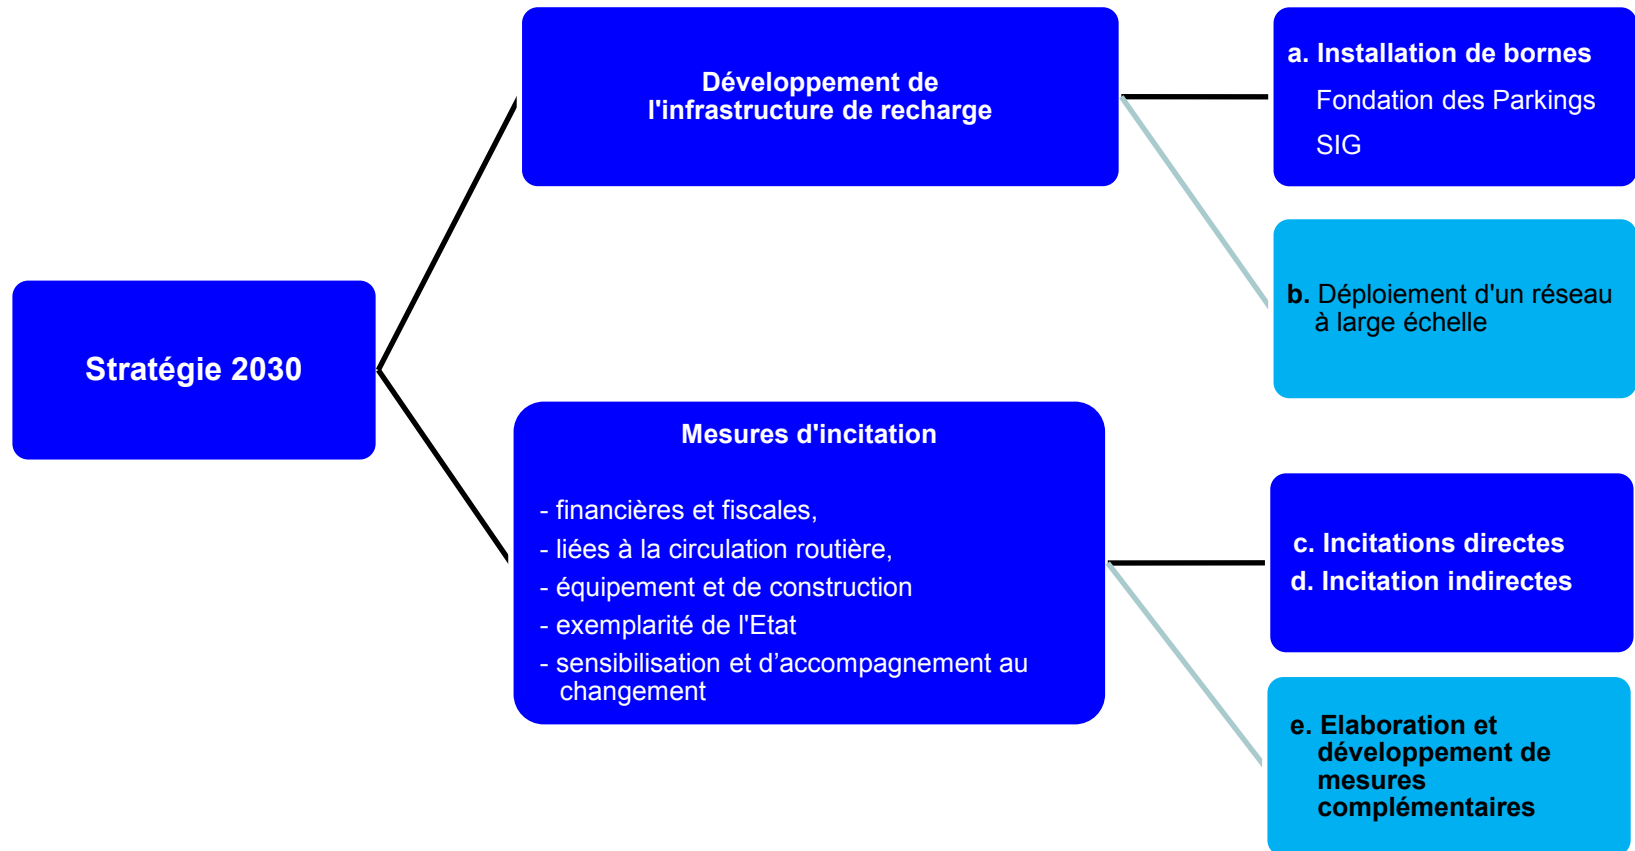 Stratégie 2030
Développement de
l'infrastructure de recharge
a. Installation de bornes
Fondation des Parkings
SIG
b. Déploiement d'un réseau
à large échelle
Mesures d'incitation
- financières et fiscales,
- liées à la circulation routière,
- équipement et de construction
- exemplarité de l'Etat
- sensibilisation et d’accompagnement au
changement
c. Incitations directes
d. Incitation indirectes
e. Elaboration et
développement de
mesures
complémentaires